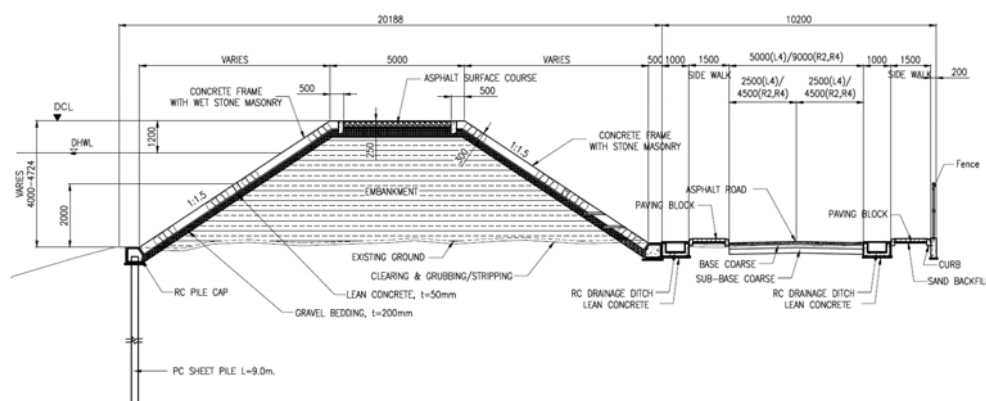 20188
10200
VARIES
5000
VARIES
500
1000
1500
5000(L4)/9000(R2,R4)
1000
1500
SIDE WALK
SIDE WALK
200
ASPHALT SURFACE COURSE
500
500
2500(L4)/
4500(R2,R4)
2500(L4)/
4500(R2,R4)
CONCRETE FRAME
WITH WET STONE MASONRY
DCL
DHWL
1200
VARIES
4000-4724
2000
250
300
1:1.5
1:1.5
CONCRETE FRAME
WITH STONE MASONRY
EMBANKMENT
Fence
ASPHALT ROAD
PAVING BLOCK
PAVING BLOCK
EXISTING GROUND
CLEARING & GRUBBING/STRIPPING
BASE COARSE
SUB-BASE COARSE
CURB
SAND BACKFIL
RC PILE CAP
LEAN CONCRETE, t=50mm
GRAVEL BEDDING, t=200mm
RC DRAINAGE DITCH
LEAN CONCRETE
RC DRAINAGE DITCH
LEAN CONCRETE
PC SHEET PILE L=9.0m.